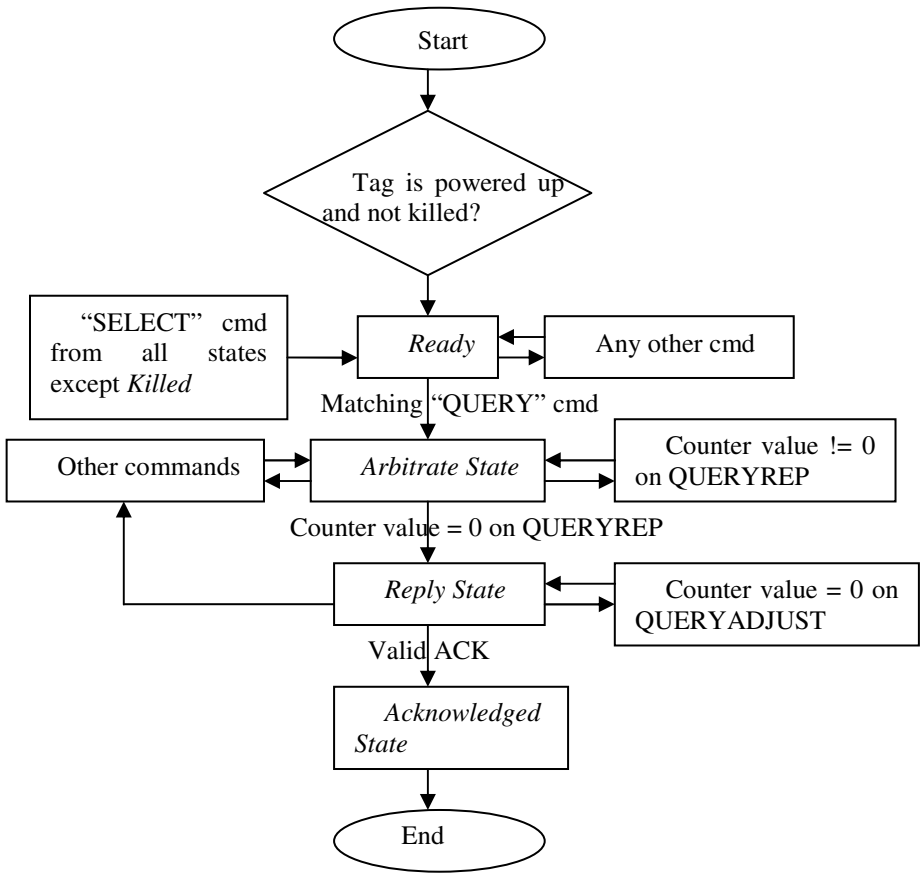 Start
Tag is powered up
and not killed?
“SELECT” cmd
from all states
except Killed
Ready
Any other cmd
Matching “QUERY” cmd
Other commands
Arbitrate State
Counter value != 0
on QUERYREP
Counter value = 0 on QUERYREP
Reply State
Counter value = 0 on
QUERYADJUST
Valid ACK
Acknowledged
State
End